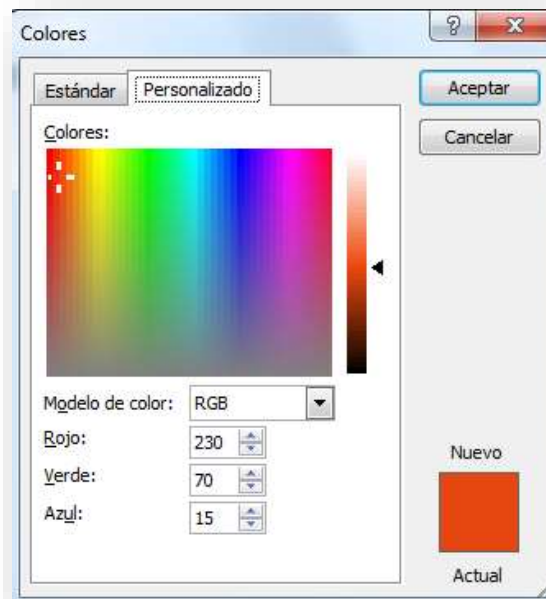 Colores
Estándar
Personalizado
Aceptar
Cancelar
Colores:
Modelo de color: RGB
Rojo: 230
Verde: 70
Azul: 15
Nuevo
Actual